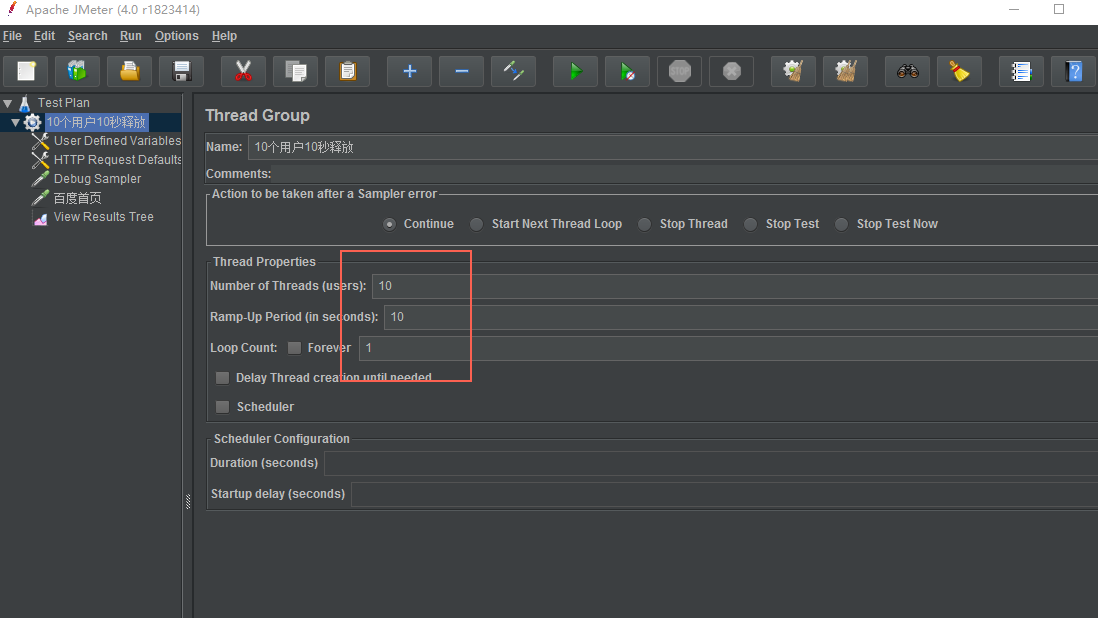 Apache JMeter (4.0 r1823414)
File Edit Search Run Options Help
STOP
?
Test Plan
10个用户10秒释放
User Defined Variables
HTTP Request Defaults
Debug Sampler
百度首页
View Results Tree
Thread Group
Name: 10个用户10秒释放
Comments:
Action to be taken after a Sampler error
Continue Start Next Thread Loop Stop Thread Stop Test Stop Test Now
Thread Properties
Number of Threads (users): 10
Ramp-Up Period (in seconds): 10
Loop Count: Forever 1
Delay Thread creation until needed
Scheduler
Scheduler Configuration
Duration (seconds)
Startup delay (seconds)